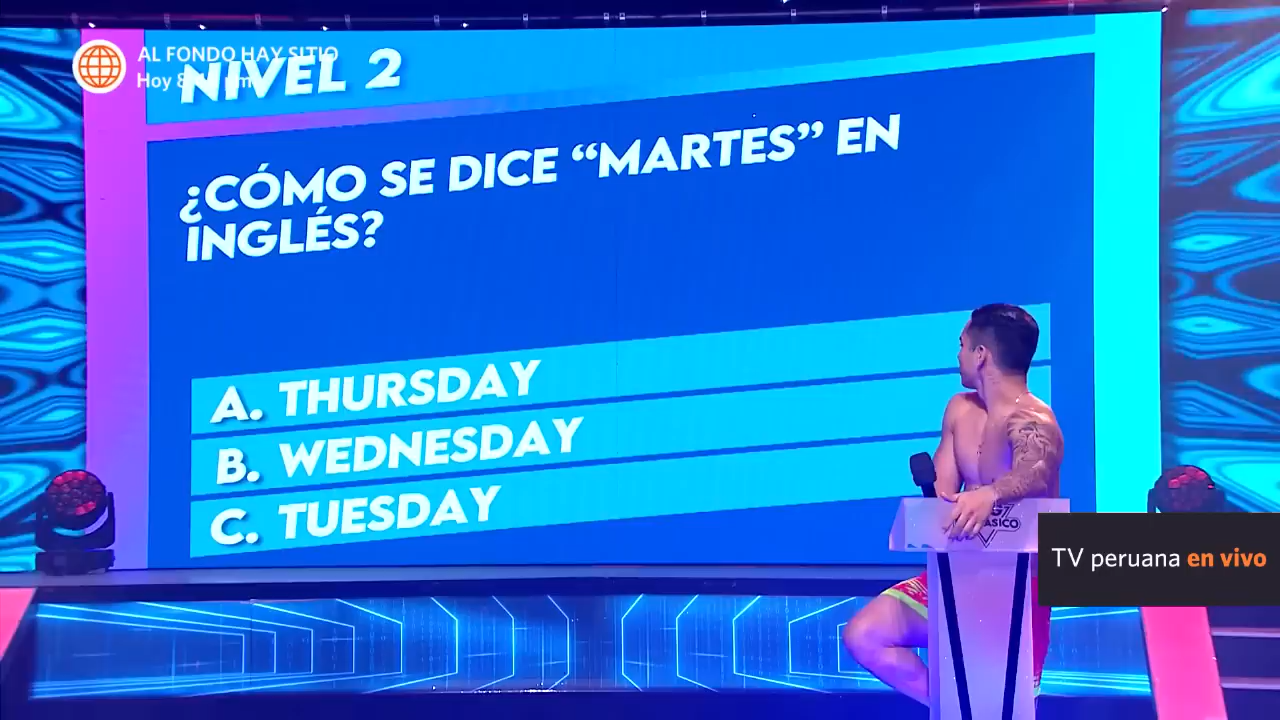 AL FONDO HAY SITIO
Hoy
NIVEL 2
¿CÓMO SE DICE “MARTES” EN
INGLÉS?
A. THURSDAY
B. WEDNESDAY
C. TUESDAY
TV peruana en vivo